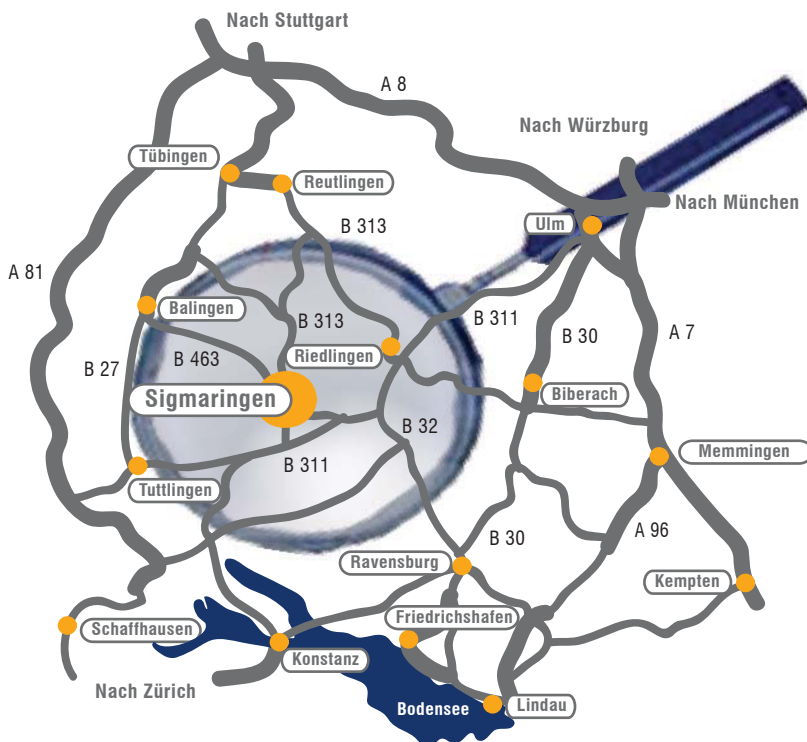 Nach Stuttgart
A 8
Nach Würzburg
Tübingen
Reutlingen
Nach München
Ulm
B 313
A 81
Balingen
B 313
B 311
B 30
A 7
B 463
Riedlingen
B 27
Sigmaringen
Biberach
B 32
Memmingen
B 311
Tuttlingen
B 30
A 96
Ravensburg
Kempten
Friedrichshafen
Schaffhausen
Konstanz
Nach Zürich
Bodensee
Lindau